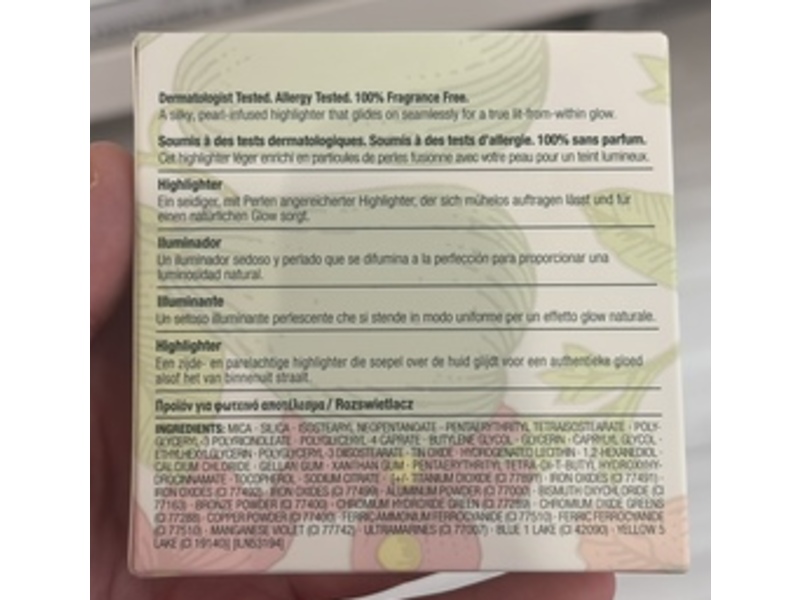 Dermatologist Tested. Allergy Tested. 100% Fragrance Free.
A silky, pearl-infused highlighter that glides on seamlessly for a true lit-from-within glow.
Soumis à des tests dermatologiques. Soumis à des tests d'allergie. 100% sans parfum.
Cet highlighter léger enrichi en particules de perles fusionne avec votre peau pour un teint lumineux.
Highlighter
Ein seidiger, mit Perlen angereicherter Highlighter, der sich mühelos auftragen lässt und für
einen natürlichen Glow sorgt.
Iluminador
Un iluminador sedoso y perlado que se difumina a la perfección para proporcionar una
luminosidad natural.
Illuminante
Un setoso illuminante perlescente che si stende in modo uniforme per un effetto glow naturale.
Highlighter
Een zijde- en parelachtige highlighter die soepel over de huid glijdt voor een authentieke gloed
alsof het van binnenuit straalt.
Προϊόν για φωτεινό αποτέλεσμα / Rozświetlacz
INGREDIENTS: MICA · SILICA · ISOSTEARYL NEOPENTANOATE · PENTAERYTHRITYL TETRAISOSTEARATE · POLY-
GLYCERYL-3 POLYRICINOLEATE · POLYGLYCERYL-4 CAPRATE · BUTYLENE GLYCOL · GLYCERIN · CAPRYLYL GLYCOL ·
ETHYLHEXYLGLYCERIN · POLYGLYCERYL-3 DIISOSTEARATE · TIN OXIDE · HYDROGENATED LECITHIN · 1,2-HEXANEDIOL ·
CALCIUM CHLORIDE · GELLAN GUM · XANTHAN GUM · PENTAERYTHRITYL TETRA-DI-T-BUTYL HYDROXYHY-
DROCINNAMATE · TOCOPHEROL · SODIUM CITRATE · [+/- TITANIUM DIOXIDE (CI 77891) · IRON OXIDES (CI 77491) ·
IRON OXIDES (CI 77492) · IRON OXIDES (CI 77499) · ALUMINUM POWDER (CI 77000) · BISMUTH OXYCHLORIDE (CI
77163) · BRONZE POWDER (CI 77400) · CHROMIUM HYDROXIDE GREEN (CI 77289) · CHROMIUM OXIDE GREENS
(CI 77288) · COPPER POWDER (CI 77400) · FERRIC AMMONIUM FERROCYANIDE (CI 77510) · FERRIC FERROCYANIDE
(CI 77510) · MANGANESE VIOLET (CI 77742) · ULTRAMARINES (CI 77007) · BLUE 1 LAKE (CI 42090) · YELLOW 5
LAKE (CI 19140)] [ILN53194]